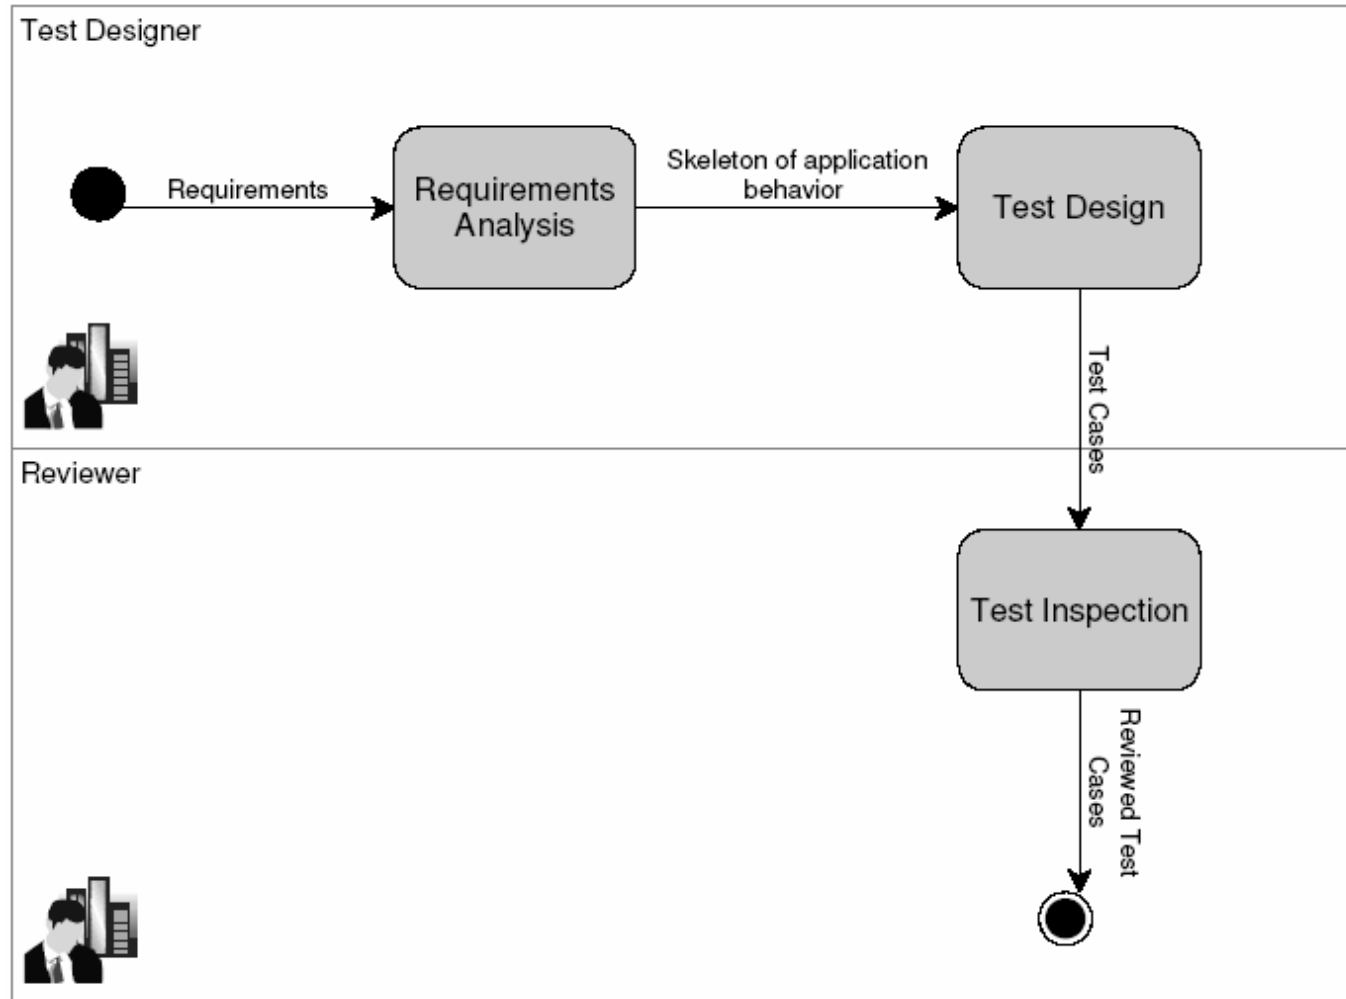 Test Designer
Requirements
Requirements
Analysis
Skeleton of application
behavior
Test Design
Test Cases
Reviewer
Test Inspection
Reviewed Test
Cases